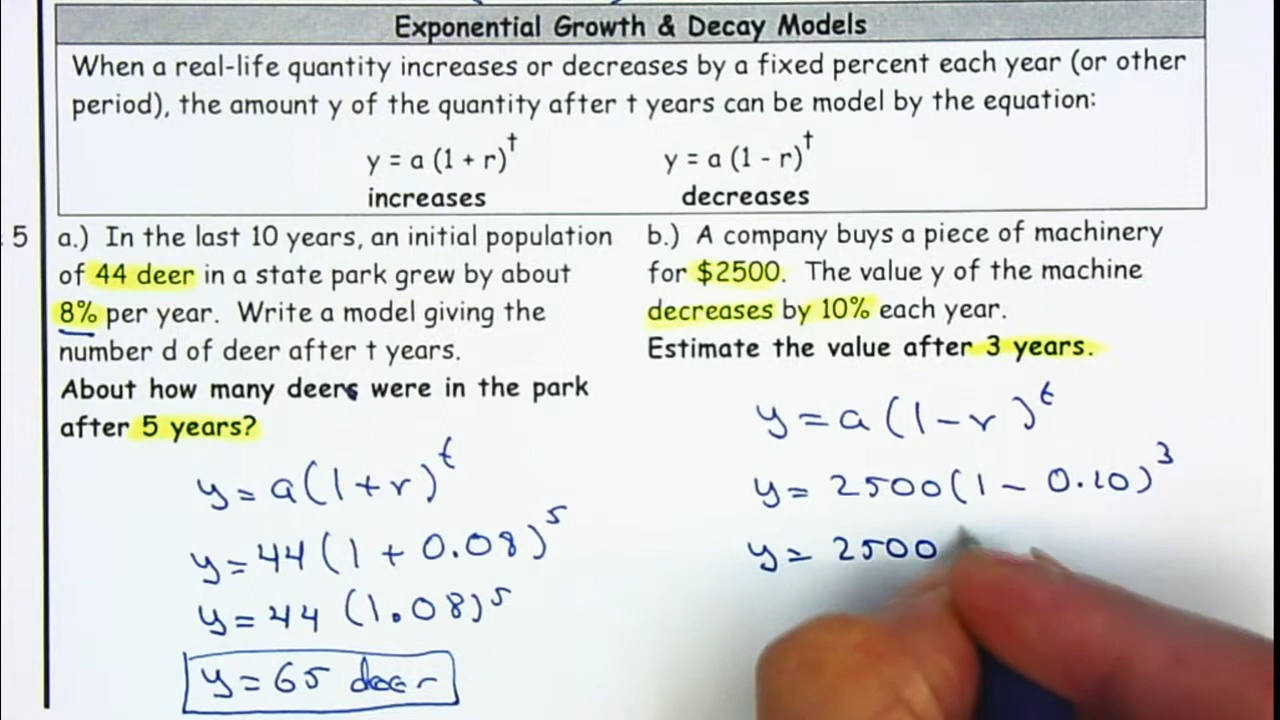 Exponential Growth & Decay Models
When a real-life quantity increases or decreases by a fixed percent each year (or other
period), the amount y of the quantity after t years can be model by the equation:
y = a (1 + r)^t
y = a (1 - r)^t
increases
decreases
5
a.) In the last 10 years, an initial population
of 44 deer in a state park grew by about
8% per year. Write a model giving the
number d of deer after t years.
About how many deers were in the park
after 5 years?
y = a(1+r)^t
y = 44(1 + 0.08)^5
y = 44 (1.08)^5
y = 65 deer
b.) A company buys a piece of machinery
for $2500. The value y of the machine
decreases by 10% each year.
Estimate the value after 3 years.
y = a(1-r)^t
y = 2500(1 - 0.10)^3
y = 2500